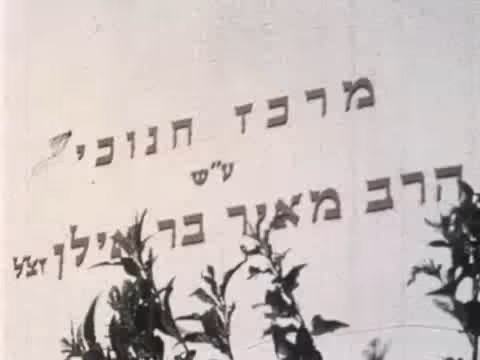 מרכז חנוכי
ע״ש
הרב מאיר בר אילן זצ״ל